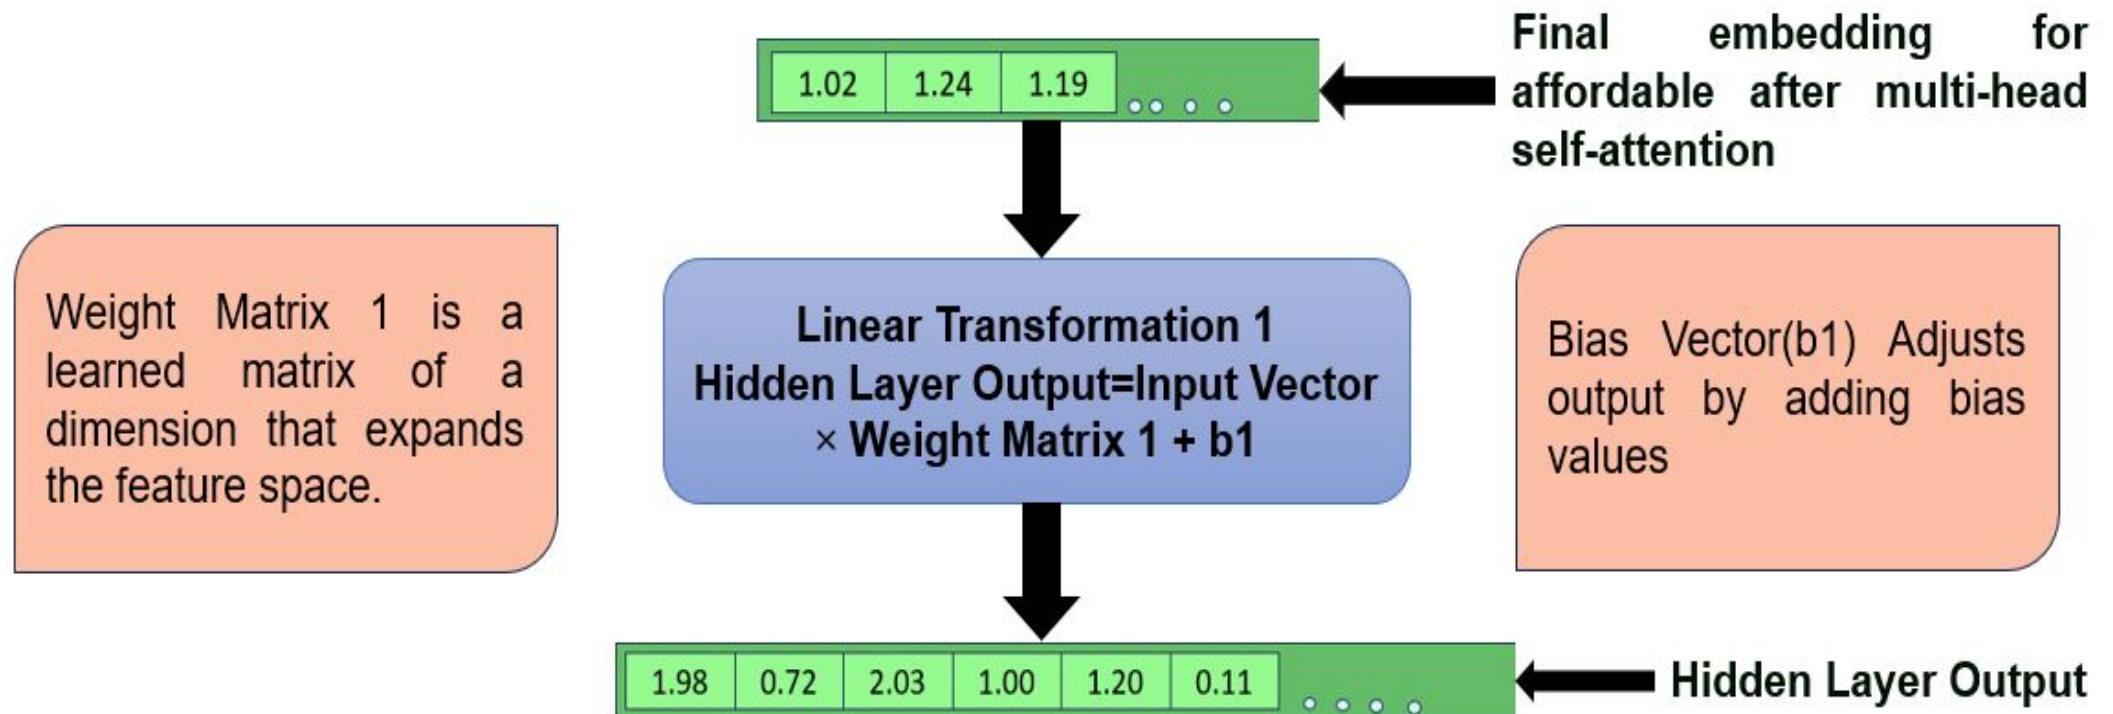 1.02 1.24 1.19
Final embedding for
affordable after multi-head
self-attention
Weight Matrix 1 is a
learned matrix of a
dimension that expands
the feature space.
Linear Transformation 1
Hidden Layer Output=Input Vector
× Weight Matrix 1 + b1
Bias Vector(b1) Adjusts
output by adding bias
values
1.98 0.72 2.03 1.00 1.20 0.11
Hidden Layer Output